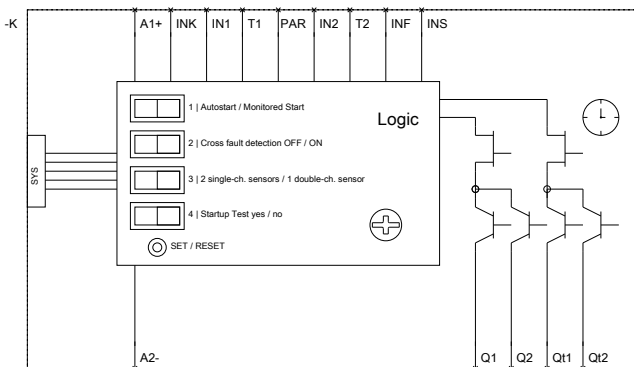 -K
A1+ INK IN1 T1 PAR IN2 T2 INF INS
1 | Autostart / Monitored Start
Logic
2 | Cross fault detection OFF / ON
SYS
3 | 2 single-ch. sensors / 1 double-ch. sensor
4 | Startup Test yes / no
SET / RESET
A2- Q1 Q2 Qt1 Qt2